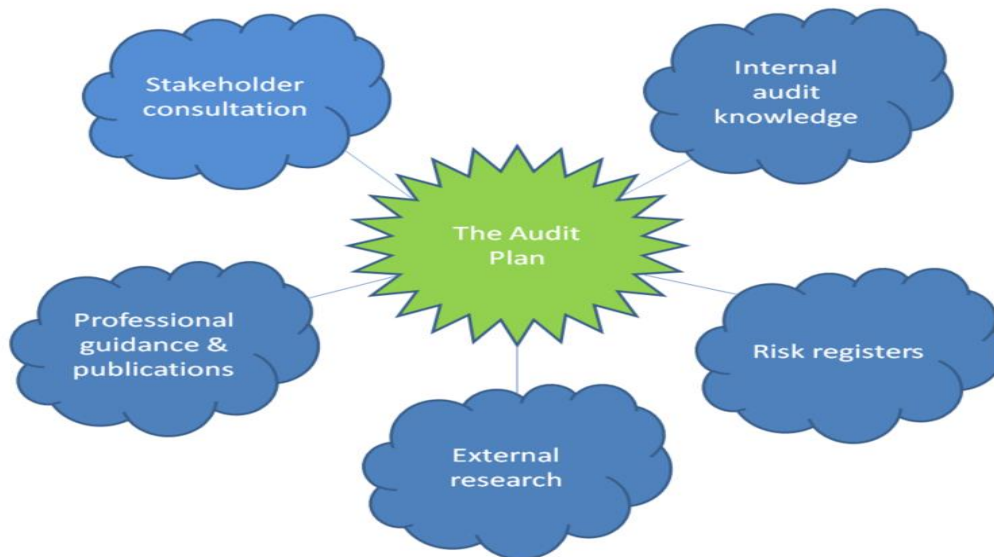 Stakeholder
consultation
Internal
audit
knowledge
The Audit
Plan
Professional
guidance &
publications
Risk registers
External
research